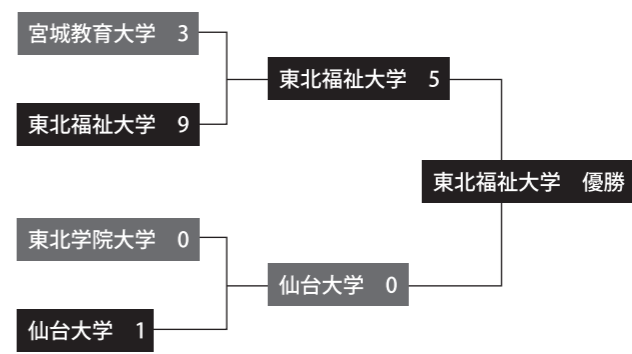 宮城教育大学　3
東北福祉大学　9
東北福祉大学　5
東北福祉大学　優勝
東北学院大学　0
仙台大学　1
仙台大学　0